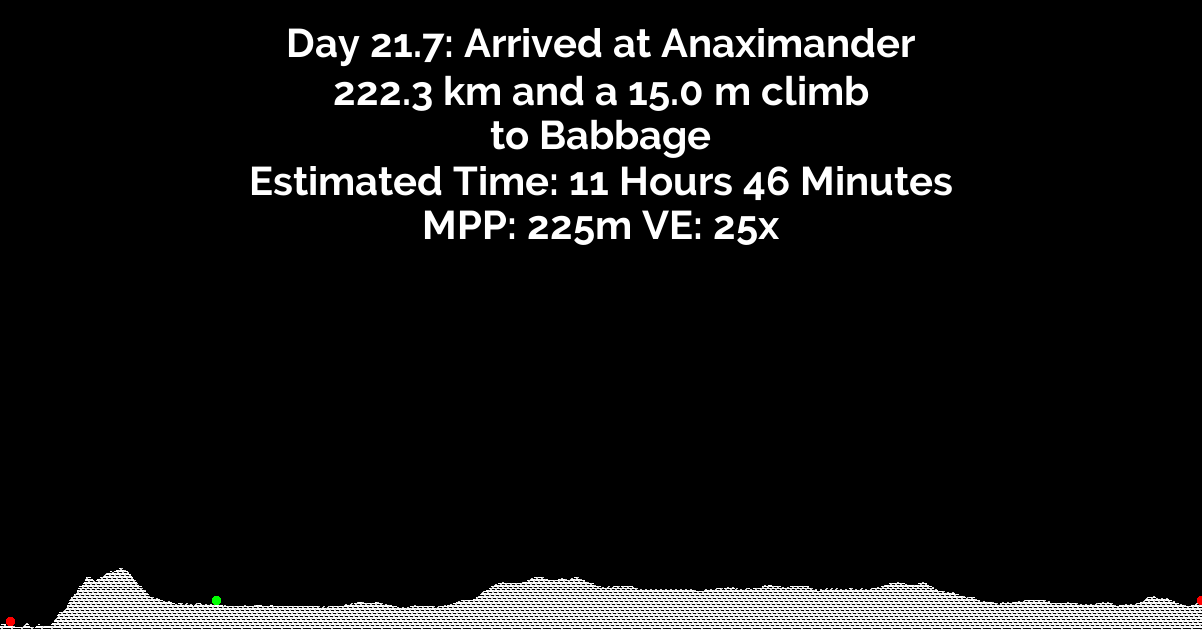 Day 21.7: Arrived at Anaximander
222.3 km and a 15.0 m climb
to Babbage
Estimated Time: 11 Hours 46 Minutes
MPP: 225m VE: 25x